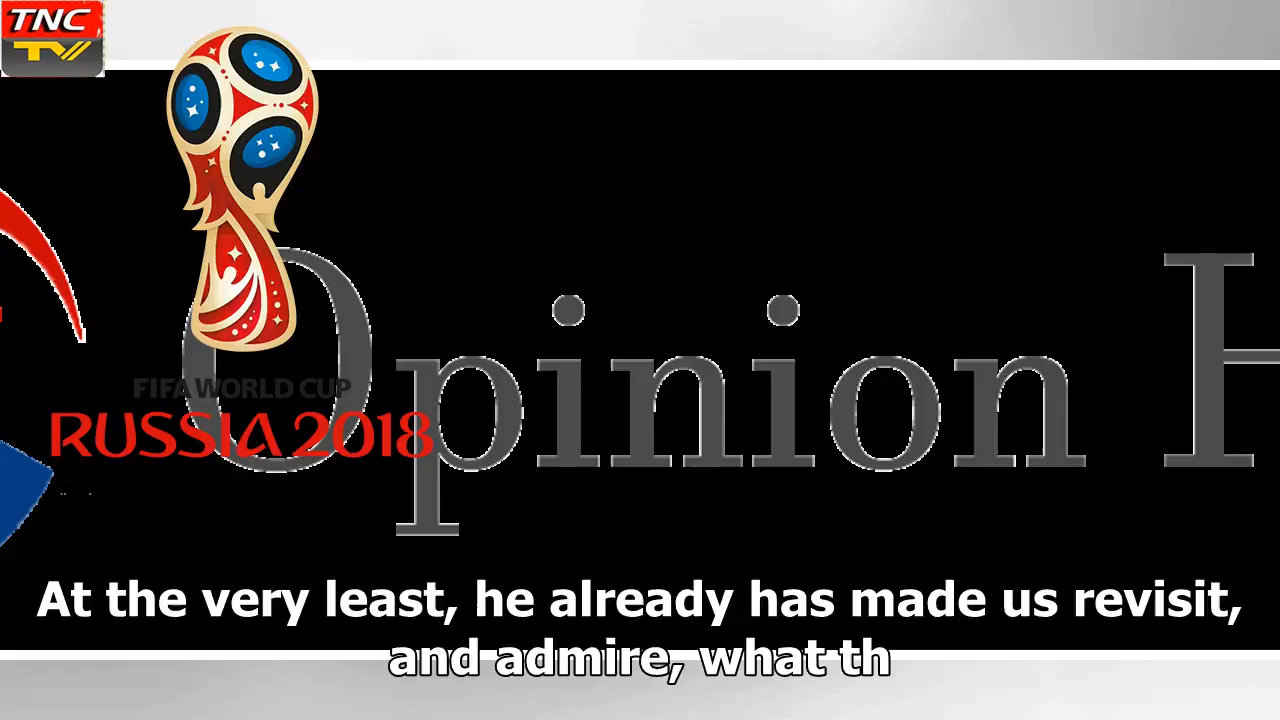 TNC
TV
Opinion H
FIFA WORLD CUP
RUSSIA 2018
At the very least, he already has made us revisit,
and admire, what th